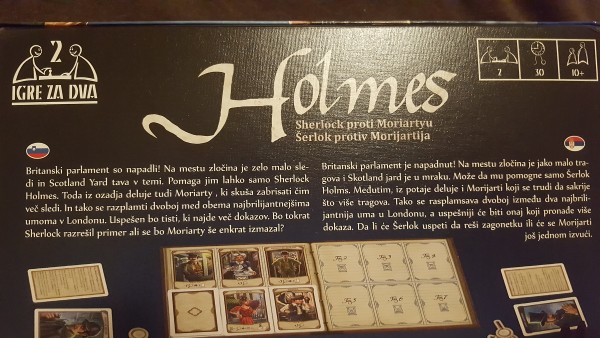 2
IGRE ZA DVA
Holmes
Sherlock proti Moriartyu
Šerlok protiv Morijartija
2 30 10+
Britanski parlament so napadli! Na mestu zločina je zelo malo sle-
di in Scotland Yard tava v temi. Pomaga jim lahko samo Sherlock
Holmes. Toda iz ozadja deluje tudi Moriarty , ki skuša zabrisati čim
več sledi. In tako se razplamti dvoboj med obema najbrilijantnejšima
umoma v Londonu. Uspešen bo tisti, ki najde več dokazov. Bo tokrat
Sherlock razrešil primer ali se bo Moriarty še enkrat izmazal?
Britanski parlament je napadnut! Na mestu zločina je jako malo tra-
gova i Skotland jard je u mraku. Može da mu pomogne samo Šerlok
Holms. Međutim, iz potaje deluje i Morijarti koji se trudi da sakrije
što više tragova. Tako se rasplamsava dvoboj između dva najbrili-
jantnija uma u Londonu, a uspešniji će biti onaj koji pronađe više
dokaza. Da li će Šerlok uspeti da reši zagonetku ili će se Morijarti
još jednom izvući.